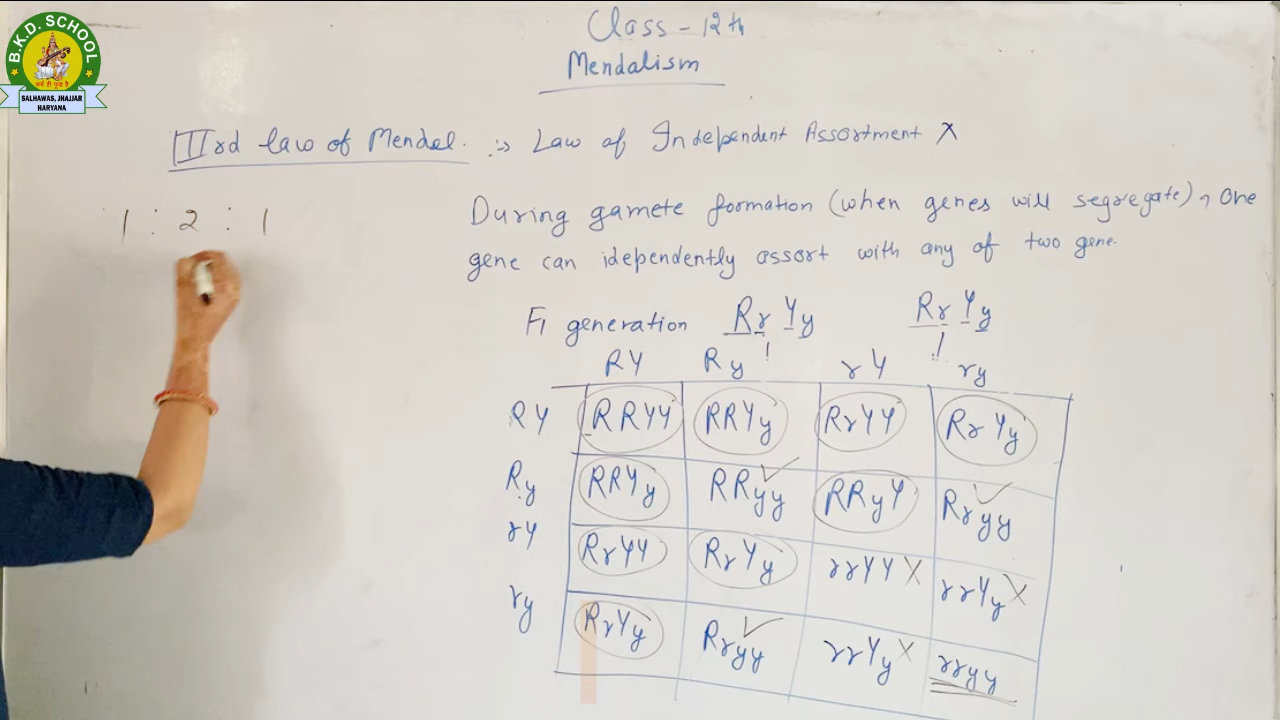 B.K.D. SCHOOL
SALHAWAS, JHAJJAR
HARYANA
Class - 12th
Mendalism
IIIrd law of Mendel. :-> Law of Independent Assortment X
1 : 2 : 1
During gamete formation (when genes will segregate), one
gene can idependently assort with any of two gene.
F1 generation RrYy RrYy
RY Ry rY ry
RY RRYY RRYy RrYY RrYy
Ry RRYy RRyy RRyY Rryy
rY RrYY RrYy rrYY X rrYy X
ry RrYy Rryy rrYy X rryy